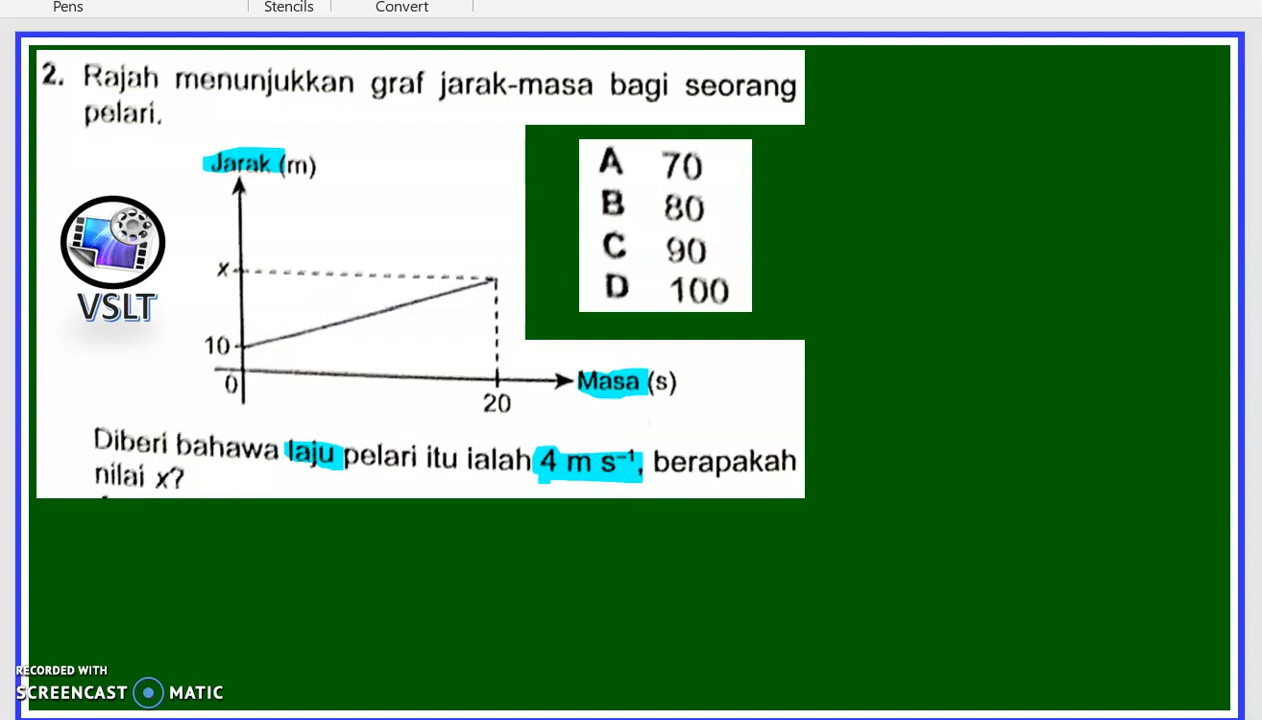 Pens Stencils Convert
2. Rajah menunjukkan graf jarak-masa bagi seorang
pelari.
Jarak (m)
A 70
B 80
C 90
D 100
x
VSLT
10
0
Masa (s)
20
Diberi bahawa laju pelari itu ialah 4 m s⁻¹, berapakah
nilai x?
RECORDED WITH
SCREENCAST MATIC